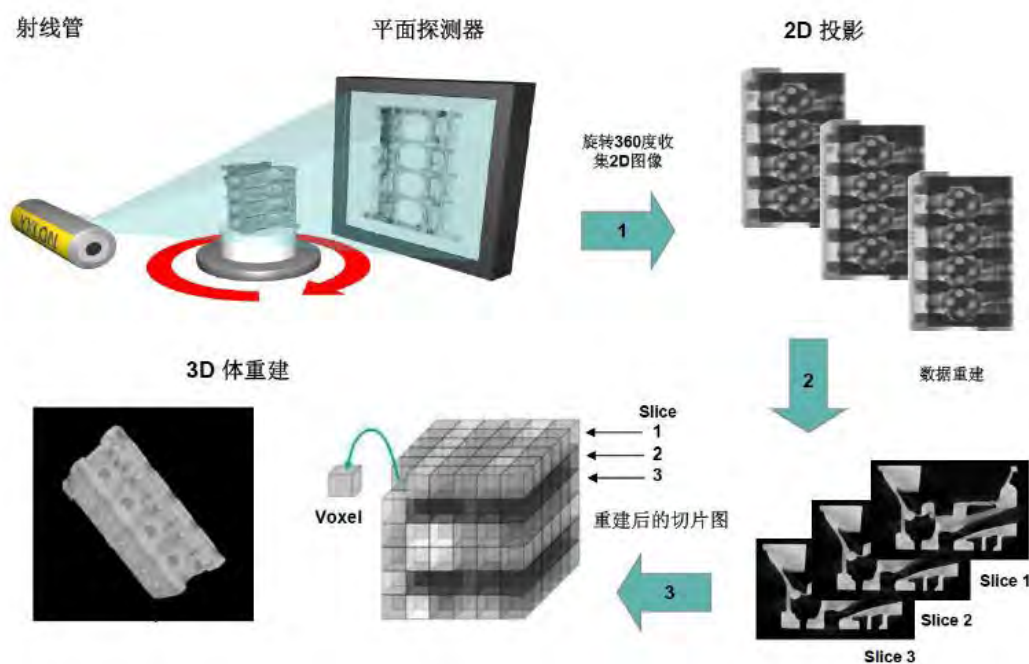 射线管
平面探测器
2D 投影
YXLON
旋转360度收
集2D图像
1
2
数据重建
3D 体重建
Slice
1
2
3
Voxel
重建后的切片图
3
Slice 1
Slice 2
Slice 3